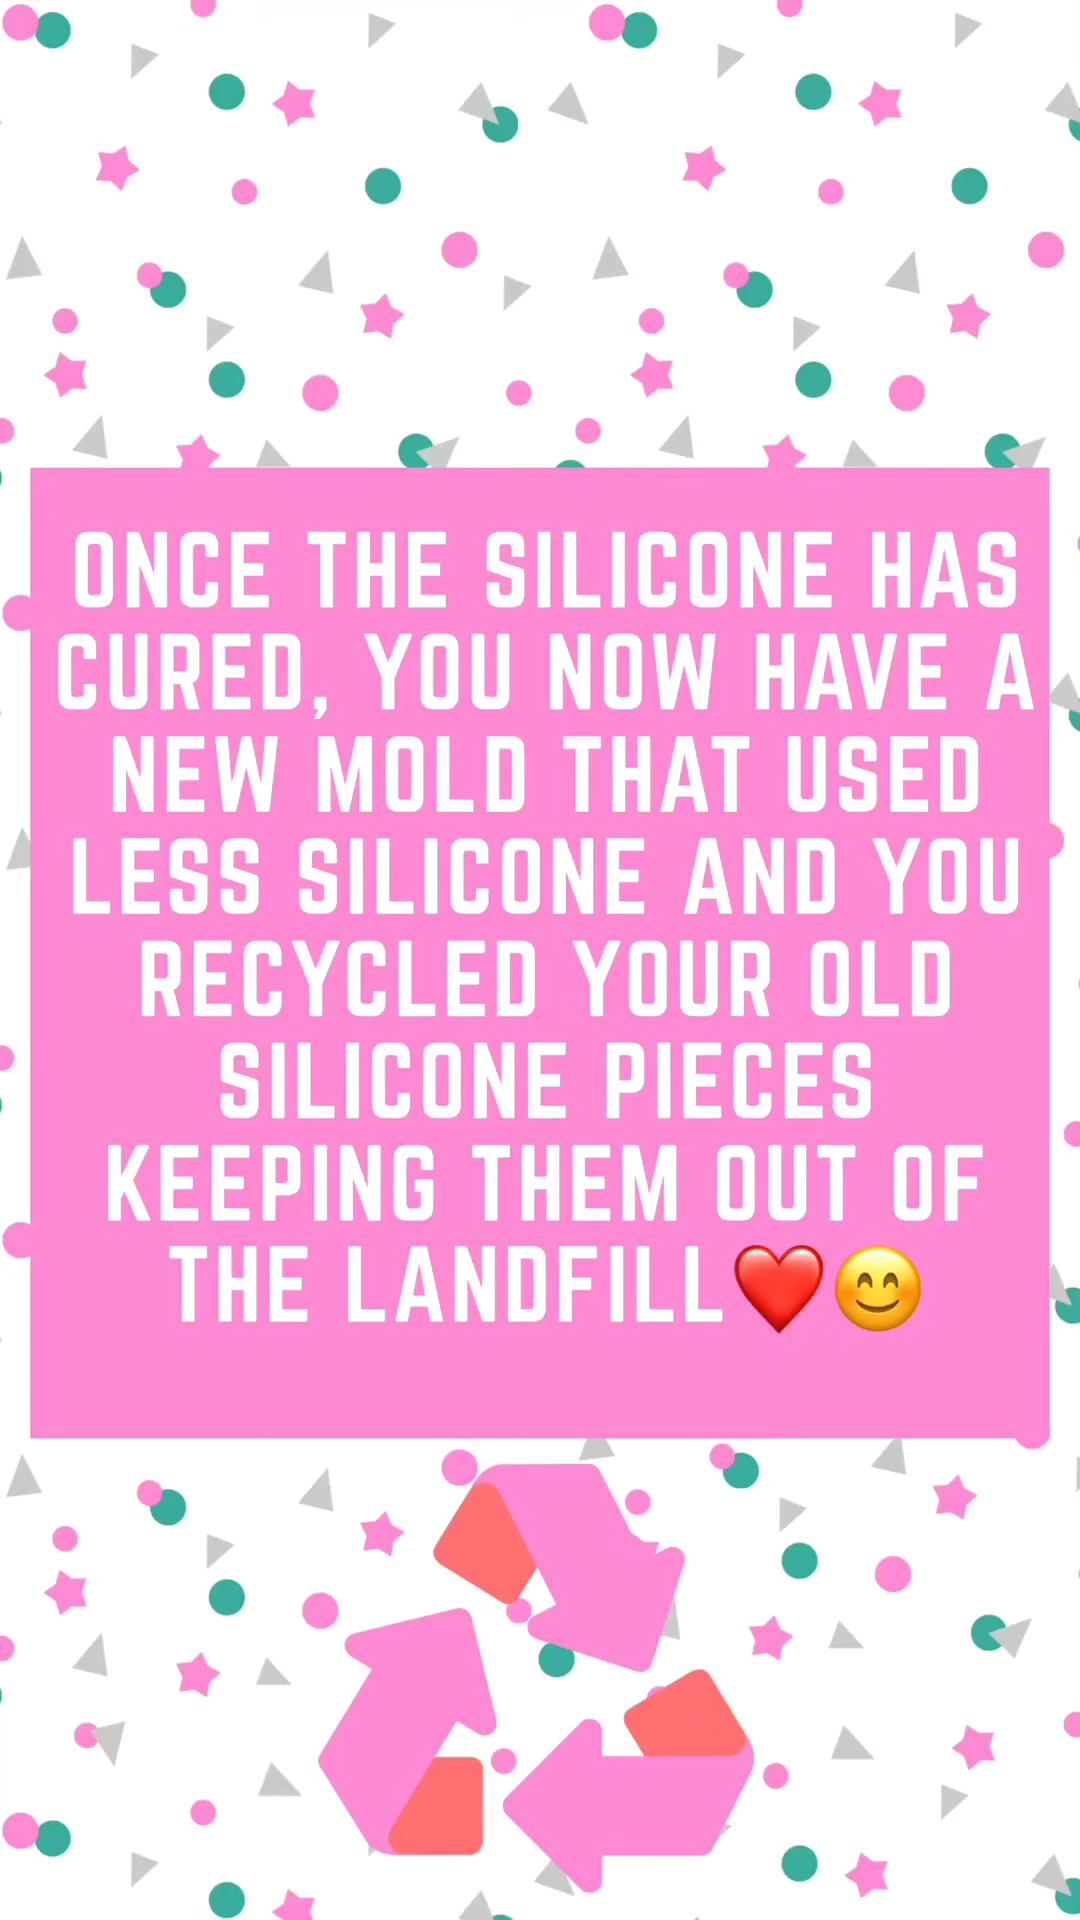 ONCE THE SILICONE HAS
CURED, YOU NOW HAVE A
NEW MOLD THAT USED
LESS SILICONE AND YOU
RECYCLED YOUR OLD
SILICONE PIECES
KEEPING THEM OUT OF
THE LANDFILL❤️😊